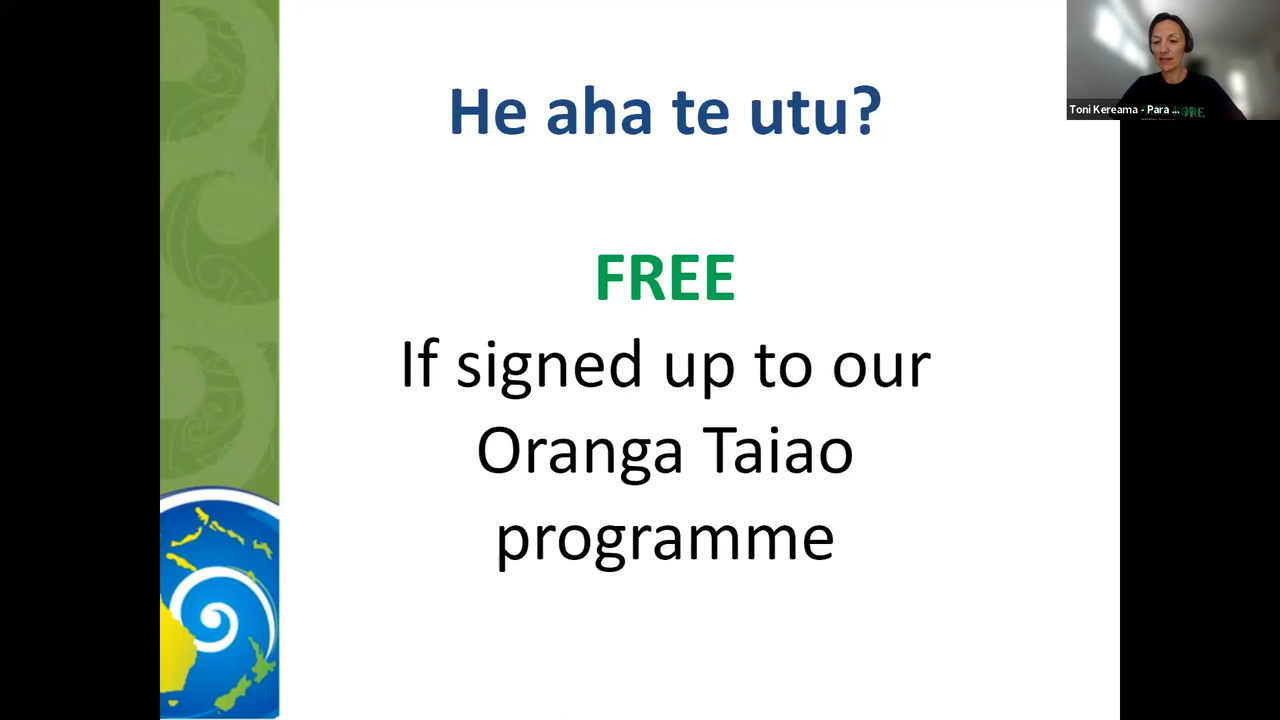 He aha te utu?
FREE
If signed up to our
Oranga Taiao
programme
Toni Kereama - Para ...